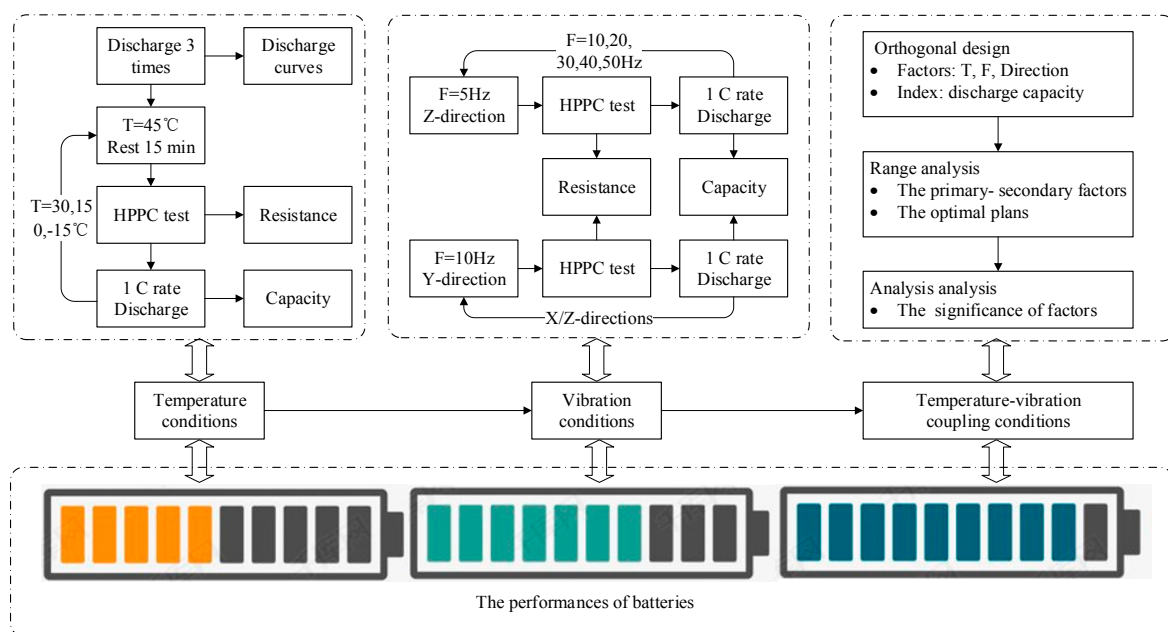 Discharge 3
times
Discharge
curves
T=45℃
Rest 15 min
T=30,15
0,-15℃
HPPC test
Resistance
1 C rate
Discharge
Capacity
F=10,20,
30,40,50Hz
F=5Hz
Z-direction
HPPC test
1 C rate
Discharge
Resistance
Capacity
F=10Hz
Y-direction
HPPC test
1 C rate
Discharge
X/Z-directions
Orthogonal design
• Factors: T, F, Direction
• Index: discharge capacity
Range analysis
• The primary- secondary factors
• The optimal plans
Analysis analysis
• The significance of factors
Temperature
conditions
Vibration
conditions
Temperature-vibration
coupling conditions
The performances of batteries